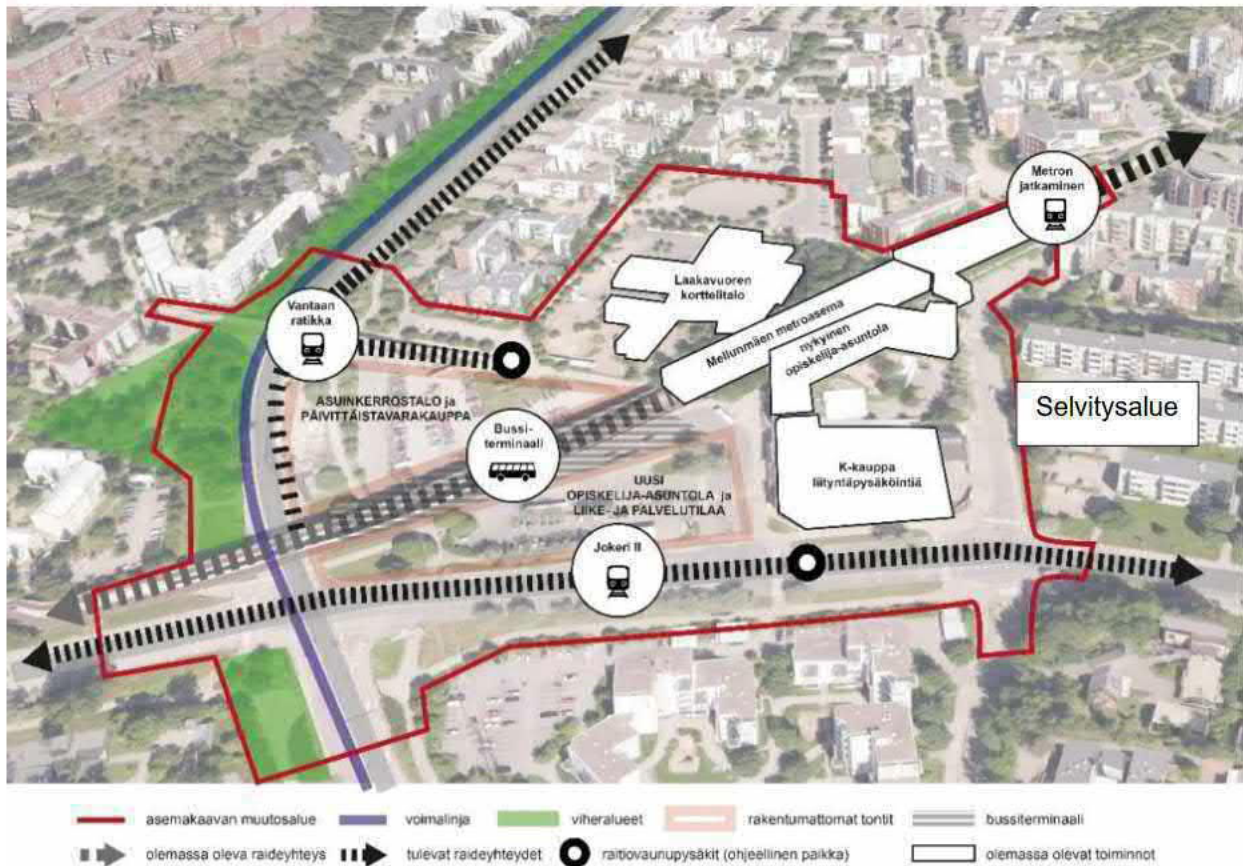 Metron
jatkaminen
Laakavuoren
korttelitalo
Vantaan
ratikka
Mellunmäen metroasema
nykyinen
opiskelija-asuntola
ASUINKERROSTALO ja
PÄIVITTÄISTAVARAKAUPPA
Selvitysalue
Bussi-
terminaali
K-kauppa
liityntäpysäköintiä
UUSI
OPISKELIJA-ASUNTOLA ja
LIIKE- JA PALVELUTILAA
Jokeri II
asemakaavan muutosalue
voimalinja
viheralueet
rakentumattomat tontit
bussiterminaali
olemassa oleva raideyhteys
tulevat raideyhteydet
raitiovaunupysäkit (ohjeellinen paikka)
olemassa olevat toiminnot